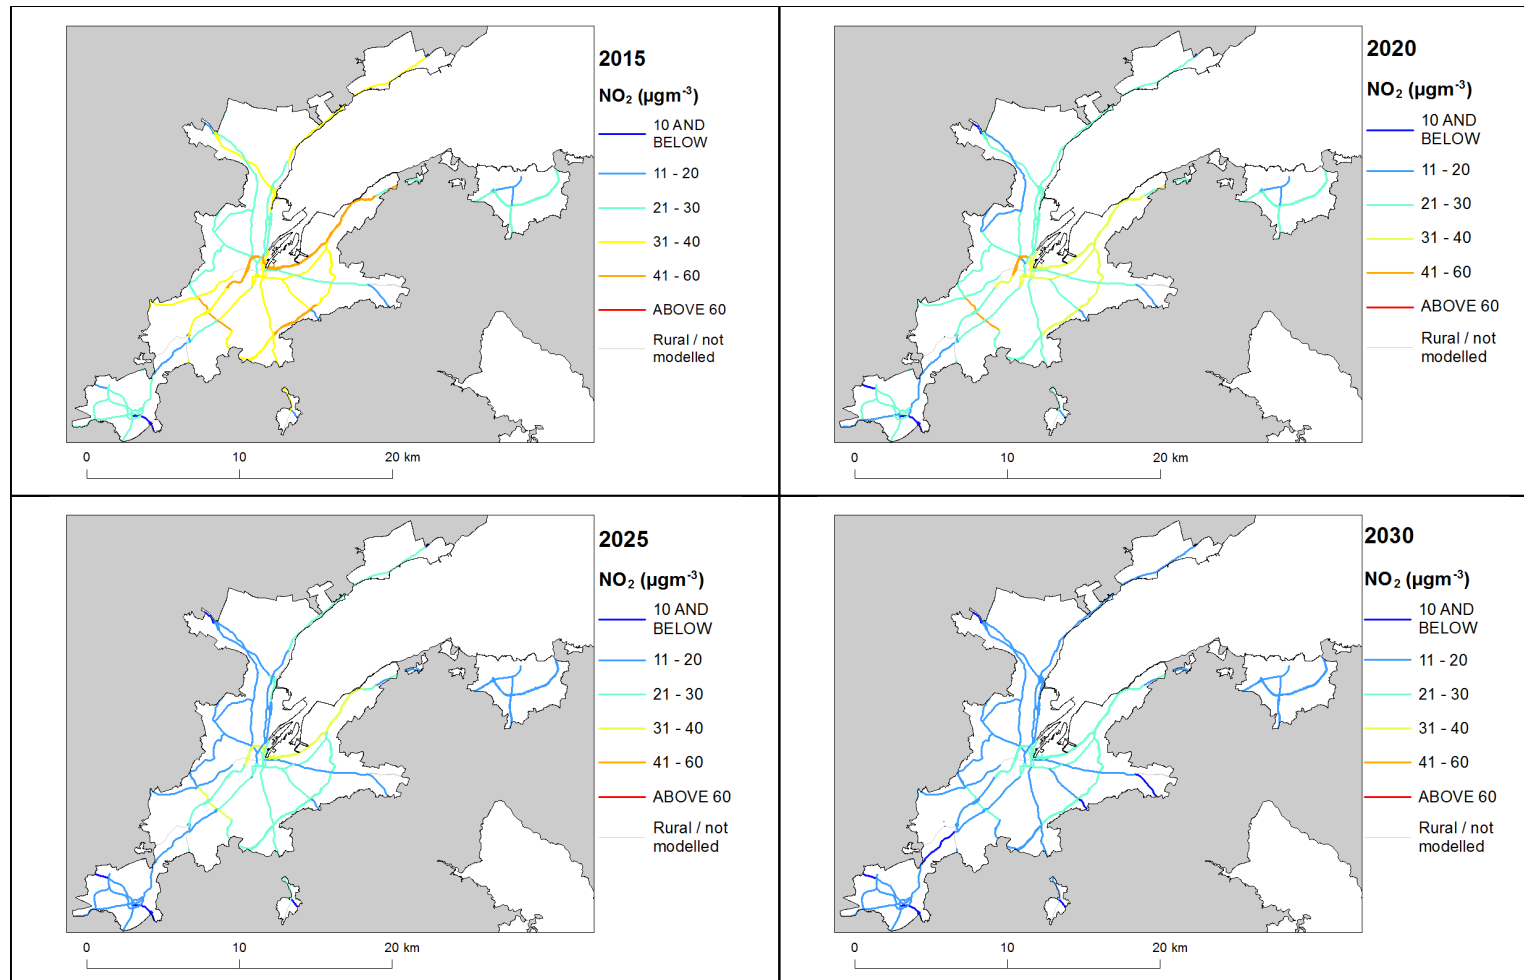 2015
NO₂ (µgm⁻³)
10 AND
BELOW
11 - 20
21 - 30
31 - 40
41 - 60
ABOVE 60
Rural / not
modelled
0 10 20 km
2020
NO₂ (µgm⁻³)
10 AND
BELOW
11 - 20
21 - 30
31 - 40
41 - 60
ABOVE 60
Rural / not
modelled
0 10 20 km
2025
NO₂ (µgm⁻³)
10 AND
BELOW
11 - 20
21 - 30
31 - 40
41 - 60
ABOVE 60
Rural / not
modelled
0 10 20 km
2030
NO₂ (µgm⁻³)
10 AND
BELOW
11 - 20
21 - 30
31 - 40
41 - 60
ABOVE 60
Rural / not
modelled
0 10 20 km